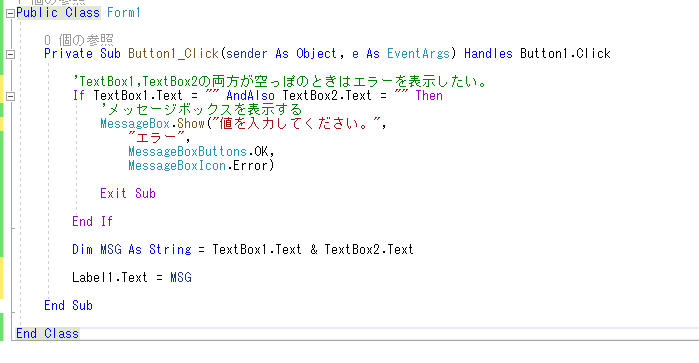 1 個の参照
Public Class Form1
0 個の参照
Private Sub Button1_Click(sender As Object, e As EventArgs) Handles Button1.Click
'TextBox1,TextBox2の両方が空っぽのときはエラーを表示したい。
If TextBox1.Text = "" AndAlso TextBox2.Text = "" Then
'メッセージボックスを表示する
MessageBox.Show("値を入力してください。",
"エラー",
MessageBoxButtons.OK,
MessageBoxIcon.Error)
Exit Sub
End If
Dim MSG As String = TextBox1.Text & TextBox2.Text
Label1.Text = MSG
End Sub
End Class